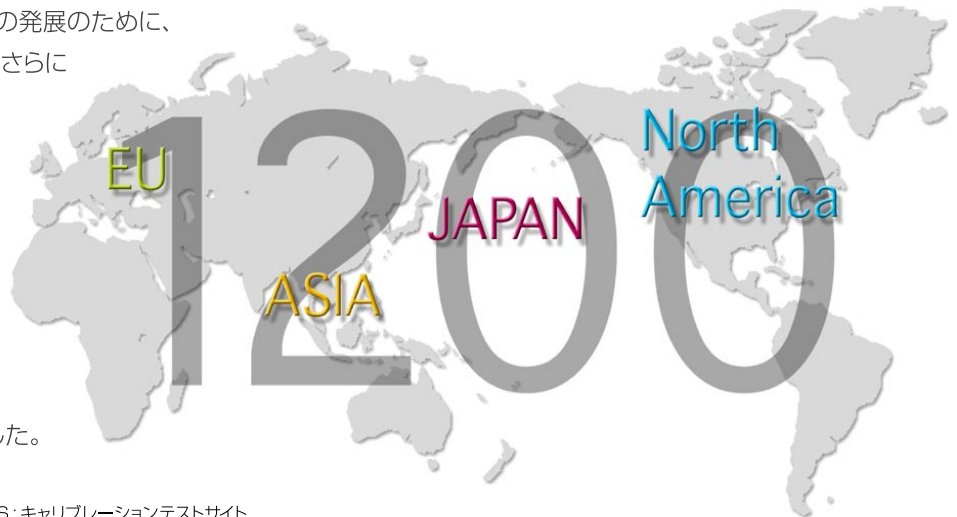 の発展のために、
さらに
1200
North
America
EU
JAPAN
ASIA
した。
S：キャリブレーションテストサイト